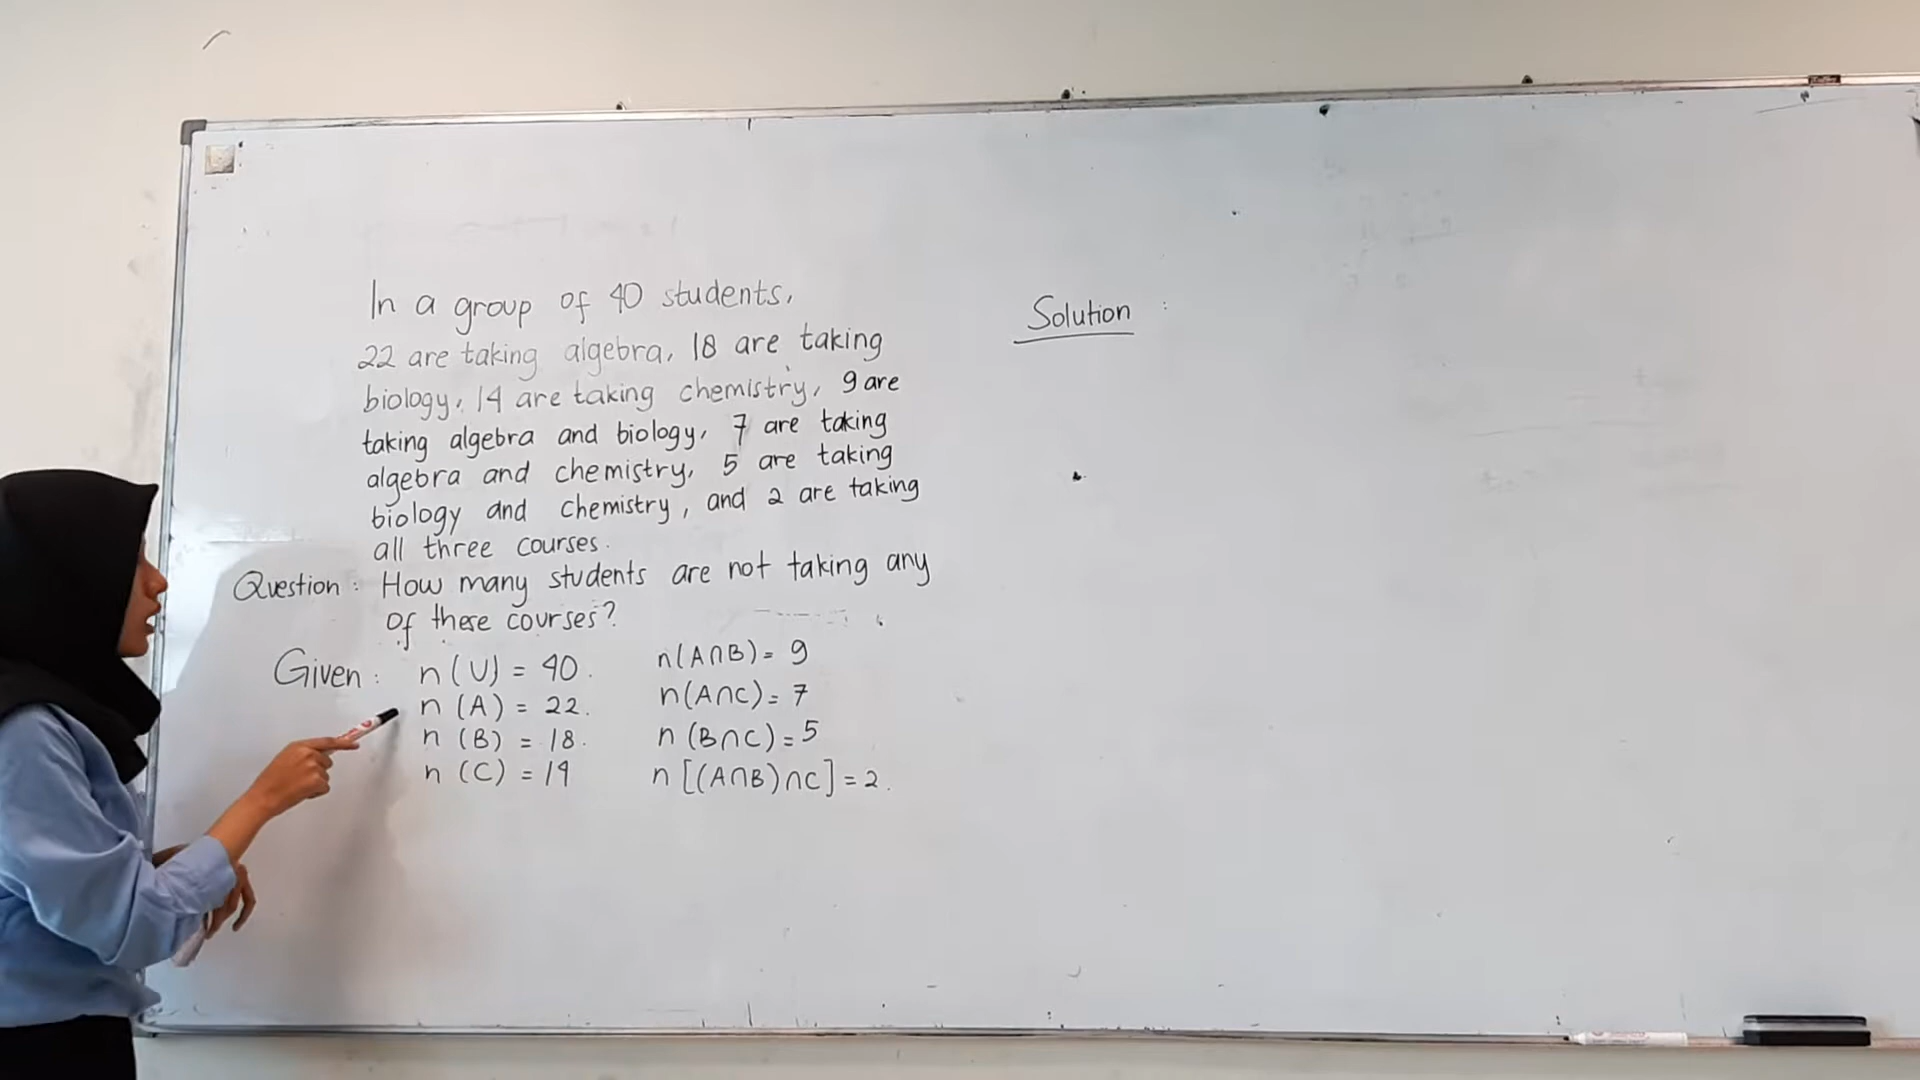 In a group of 40 students,
22 are taking algebra, 18 are taking
biology, 14 are taking chemistry, 9 are
taking algebra and biology, 7 are taking
algebra and chemistry, 5 are taking
biology and chemistry, and 2 are taking
all three courses.
Question : How many students are not taking any
of these courses?
Given : n(U) = 40.
n (A) = 22.
n (B) = 18.
n (C) = 14
n(A∩B) = 9
n(A∩C) = 7
n (B∩C) = 5
n [(A∩B)∩C] = 2.
Solution :